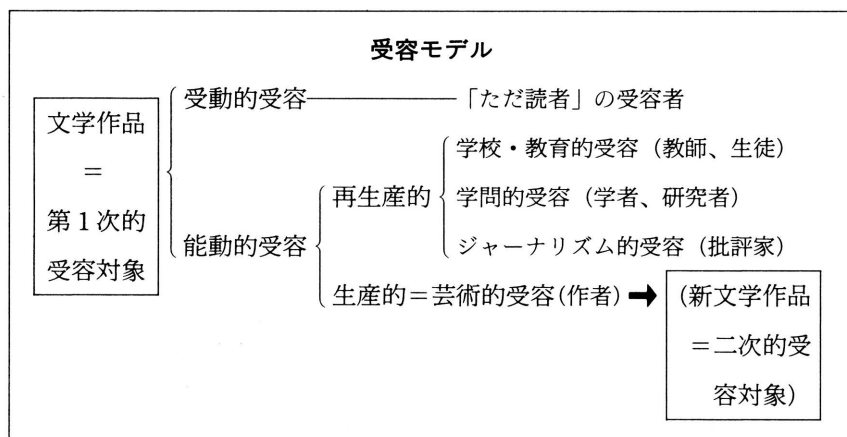 受容モデル
文学作品
=
第1次的
受容対象
受動的受容
「ただ読者」の受容者
能動的受容
再生産的
学校・教育的受容(教師、生徒)
学問的受容(学者、研究者)
ジャーナリズム的受容(批評家)
生産的=芸術的受容(作者)➡
(新文学作品
=二次的受
容対象)